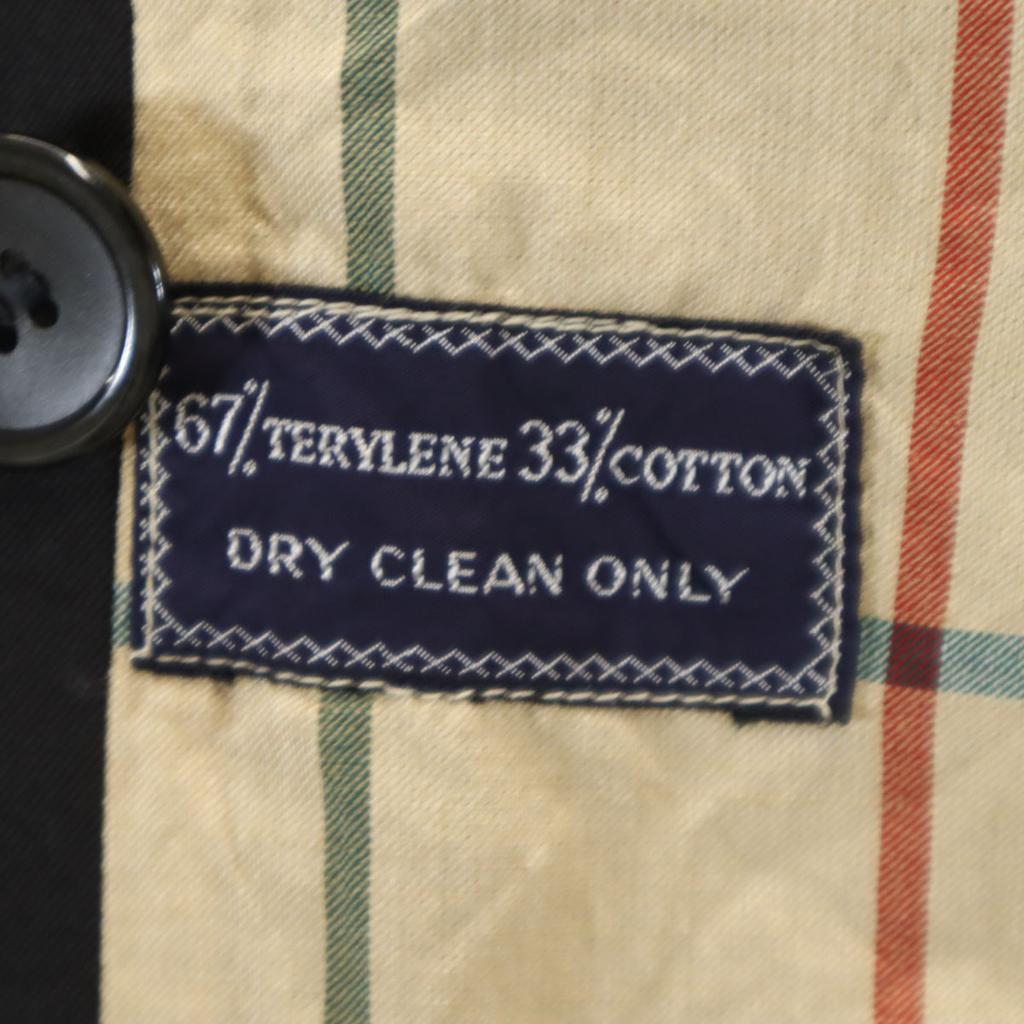 67% TERYLENE 33% COTTON
DRY CLEAN ONLY